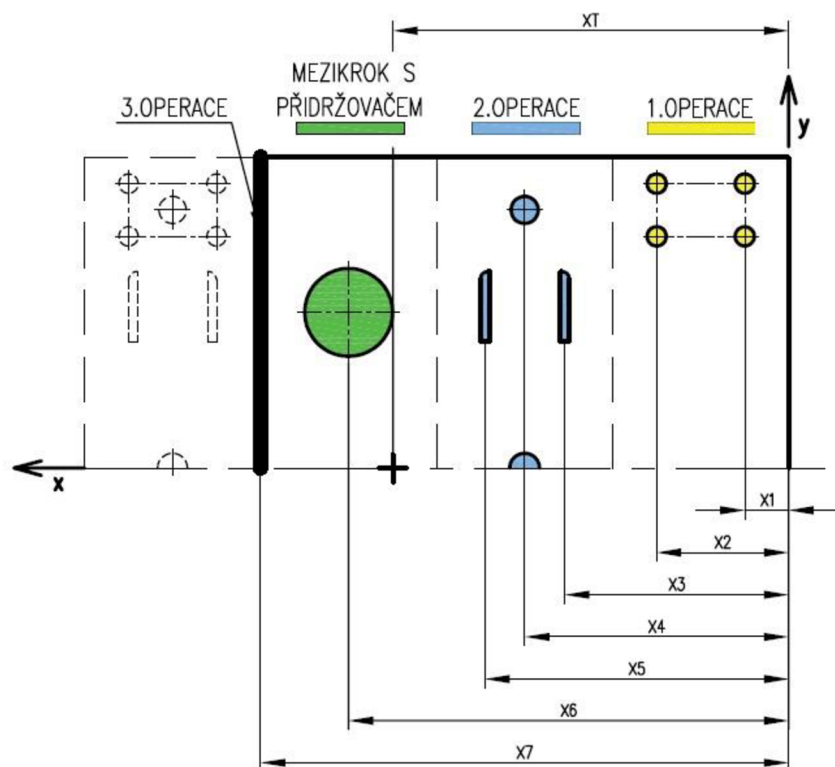 XT
MEZIKROK S
PŘIDRŽOVAČEM
3.OPERACE
2.OPERACE
1.OPERACE
y
x
X1
X2
X3
X4
X5
X6
X7